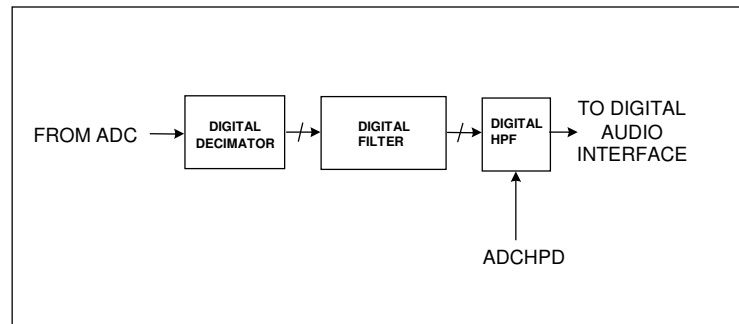 FROM ADC
DIGITAL
DECIMATOR
DIGITAL
FILTER
DIGITAL
HPF
TO DIGITAL
AUDIO
INTERFACE
ADCHPD